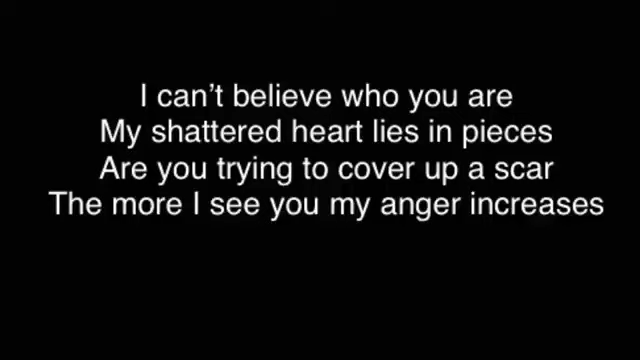 I can’t believe who you are
My shattered heart lies in pieces
Are you trying to cover up a scar
The more I see you my anger increases